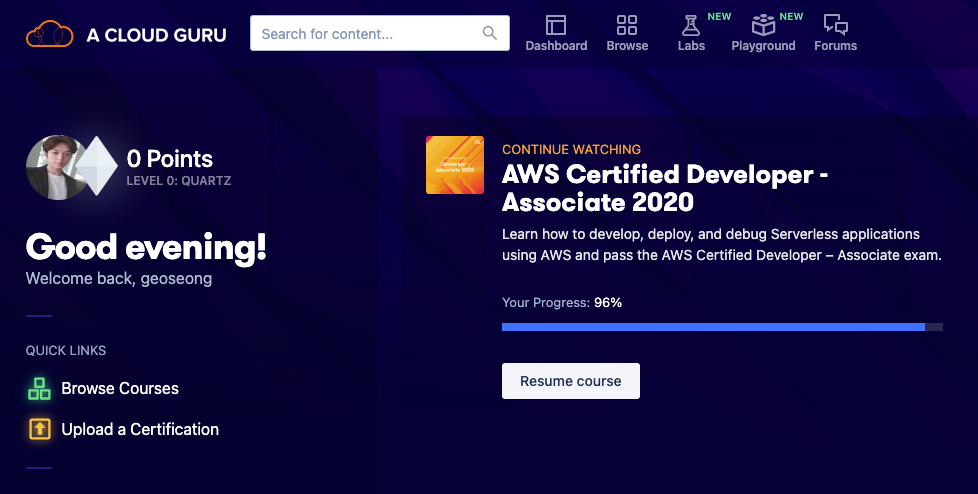 A CLOUD GURU
Search for content...
Dashboard
Browse
NEW
Labs
NEW
Playground
Forums
0 Points
LEVEL 0: QUARTZ
Good evening!
Welcome back, geoseong
QUICK LINKS
Browse Courses
Upload a Certification
Developer -
Associate 2020
CONTINUE WATCHING
AWS Certified Developer -
Associate 2020
Learn how to develop, deploy, and debug Serverless applications
using AWS and pass the AWS Certified Developer – Associate exam.
Your Progress: 96%
Resume course